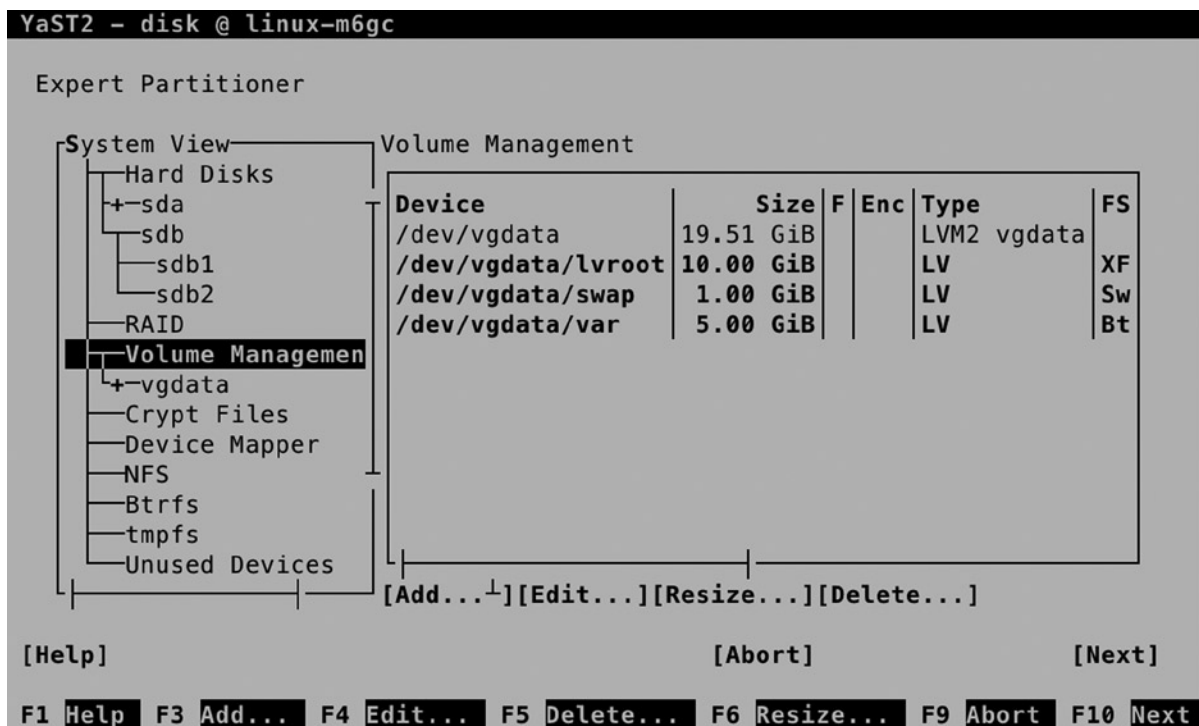 YaST2 – disk @ linux–m6gc
Expert Partitioner
System View
Hard Disks
+ sda
sdb
sdb1
sdb2
RAID
Volume Managemen
+ vgdata
Crypt Files
Device Mapper
NFS
Btrfs
tmpfs
Unused Devices
Volume Management
Device Size F Enc Type FS
/dev/vgdata 19.51 GiB LVM2 vgdata
/dev/vgdata/lvroot 10.00 GiB LV XF
/dev/vgdata/swap 1.00 GiB LV Sw
/dev/vgdata/var 5.00 GiB LV Bt
[Add...][Edit...][Resize...][Delete...]
[Help] [Abort] [Next]
F1 Help F3 Add... F4 Edit... F5 Delete... F6 Resize... F9 Abort F10 Next